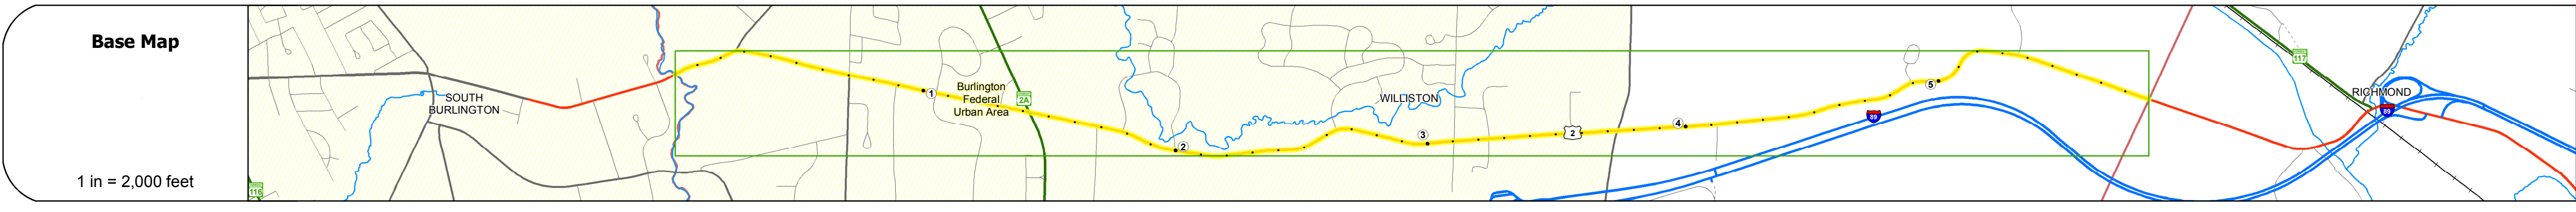 Base Map
1 in = 2,000 feet
116
SOUTH
BURLINGTON
1
Burlington
Federal
Urban Area
2A
2
WILLISTON
3
2
4
89
5
117
RICHMOND
89